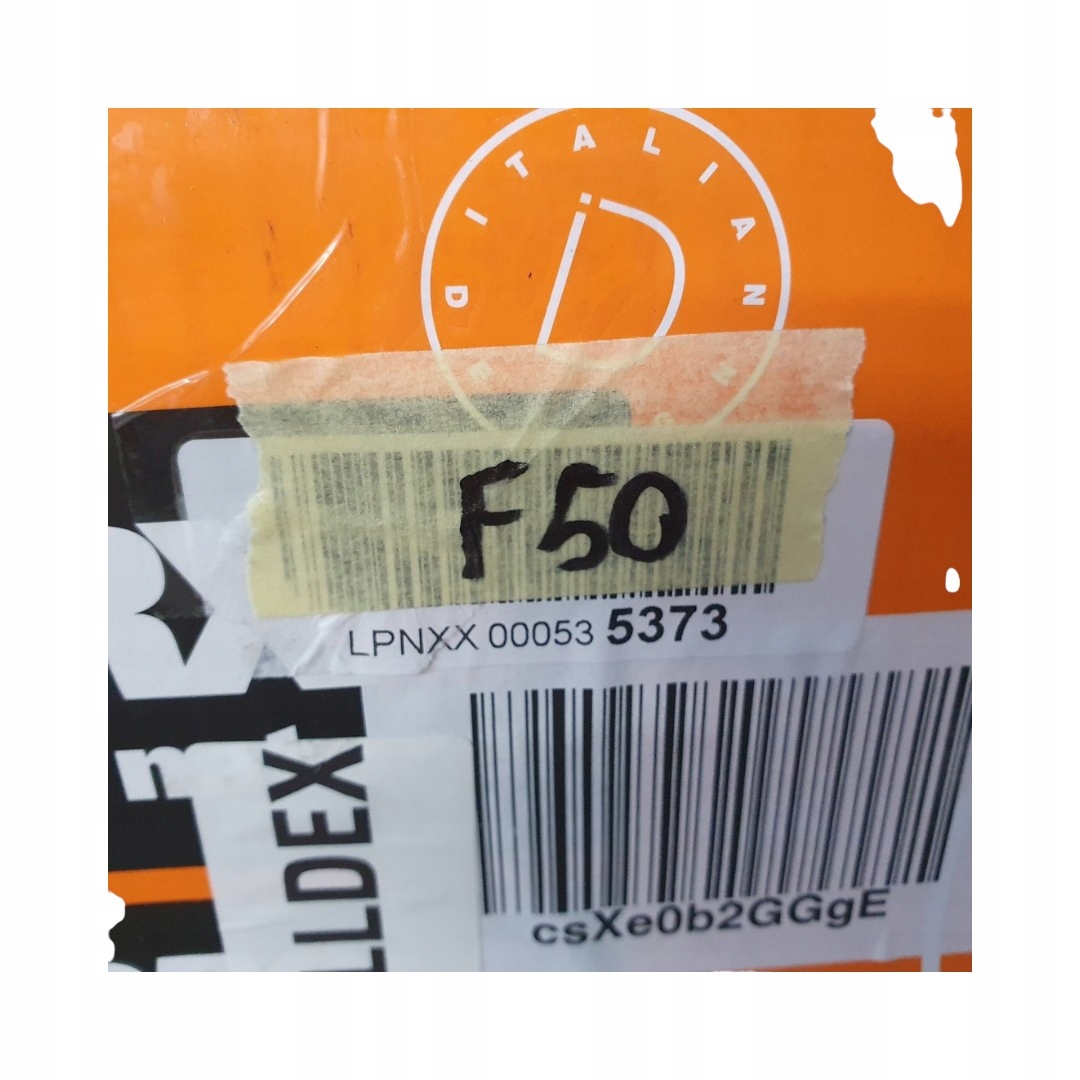 ITALIAN
D
F50
LPNXX 00053 5373
LLDEX
csXe0b2GGgE